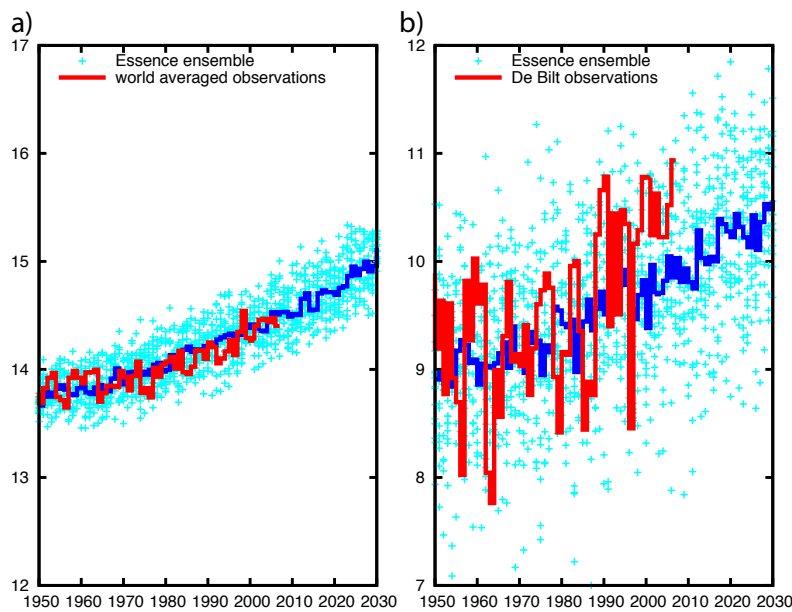 a)
17
Essence ensemble
world averaged observations
16
15
14
13
12
1950 1960 1970 1980 1990 2000 2010 2020 2030
b)
12
Essence ensemble
De Bilt observations
11
10
9
8
7
1950 1960 1970 1980 1990 2000 2010 2020 2030